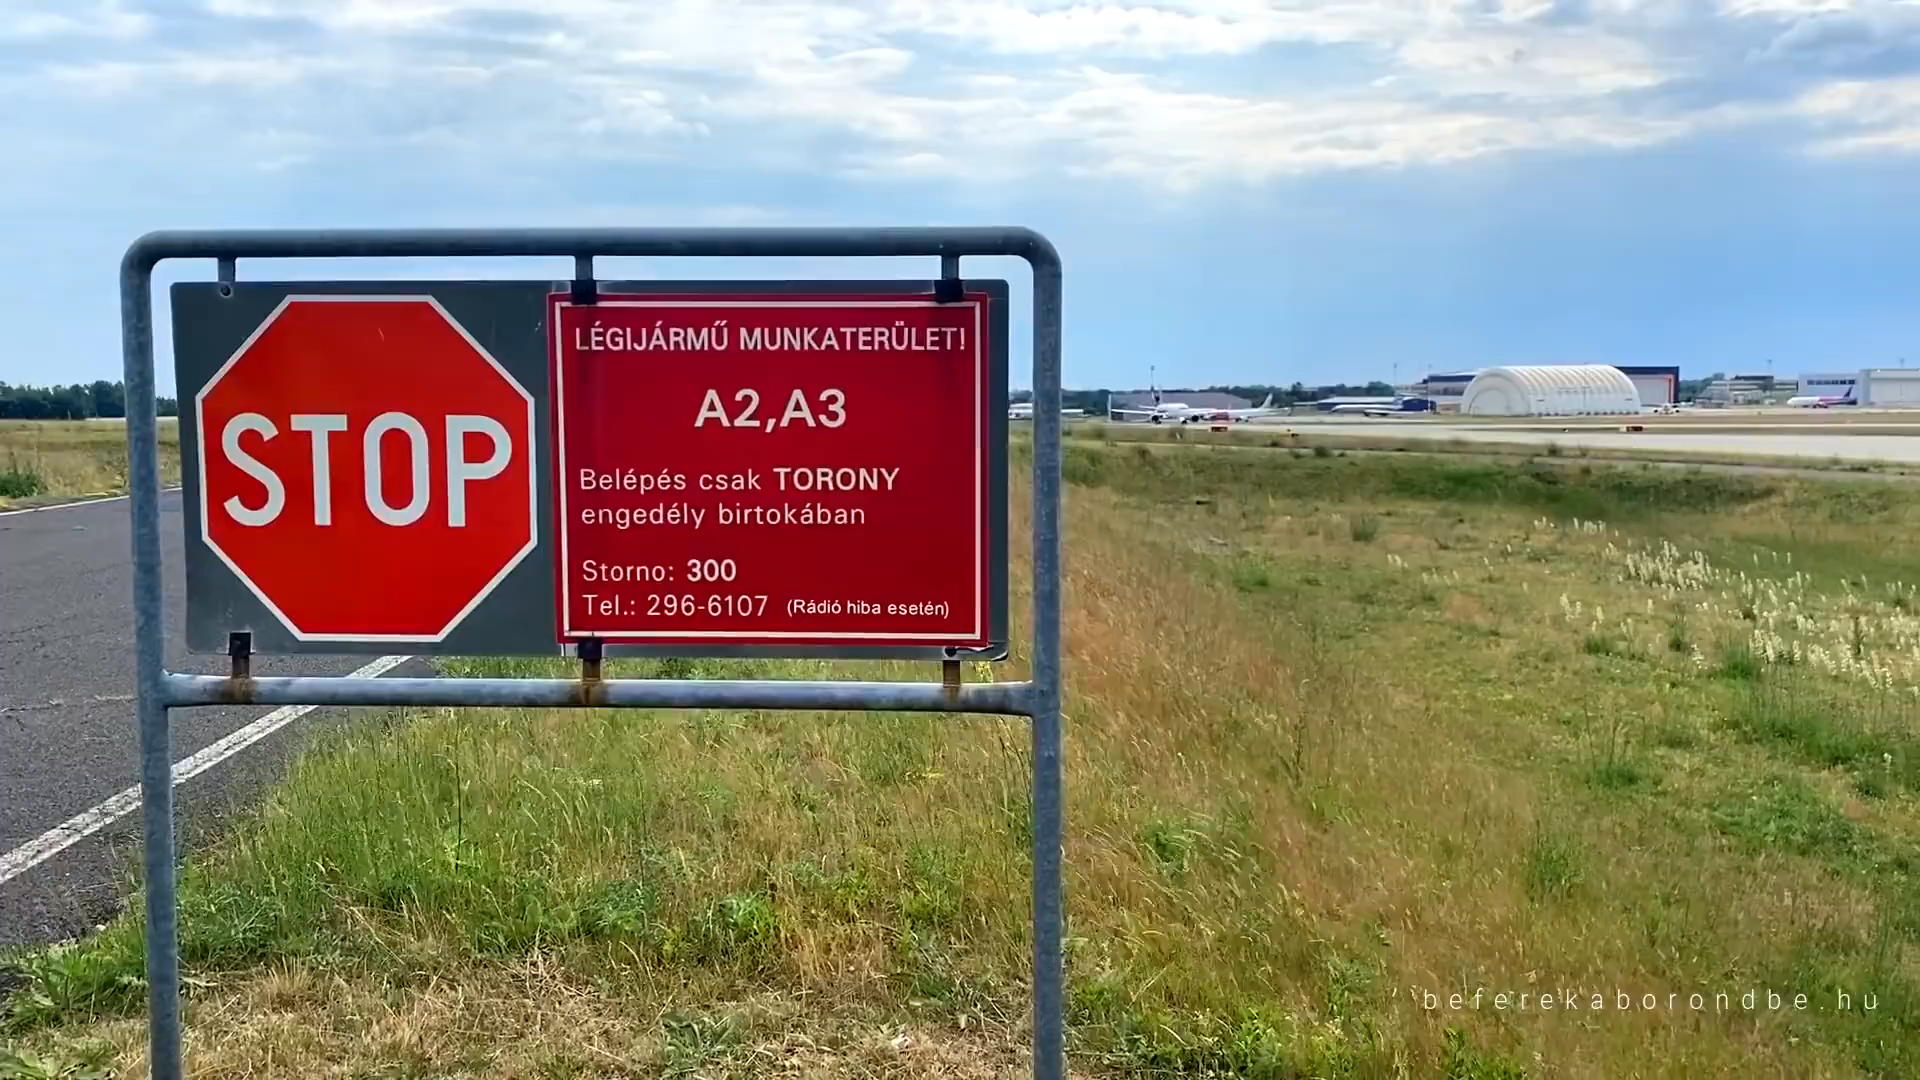 STOP
LÉGIJÁRMŰ MUNKATERÜLET!
A2,A3
Belépés csak TORONY
engedély birtokában
Storno: 300
Tel.: 296-6107 (Rádió hiba esetén)
beferekaborondbe.hu